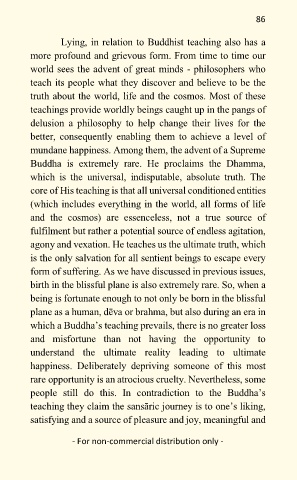 86
Lying, in relation to Buddhist teaching also has a
more profound and grievous form. From time to time our
world sees the advent of great minds - philosophers who
teach its people what they discover and believe to be the
truth about the world, life and the cosmos. Most of these
teachings provide worldly beings caught up in the pangs of
delusion a philosophy to help change their lives for the
better, consequently enabling them to achieve a level of
mundane happiness. Among them, the advent of a Supreme
Buddha is extremely rare. He proclaims the Dhamma,
which is the universal, indisputable, absolute truth. The
core of His teaching is that all universal conditioned entities
(which includes everything in the world, all forms of life
and the cosmos) are essenceless, not a true source of
fulfilment but rather a potential source of endless agitation,
agony and vexation. He teaches us the ultimate truth, which
is the only salvation for all sentient beings to escape every
form of suffering. As we have discussed in previous issues,
birth in the blissful plane is also extremely rare. So, when a
being is fortunate enough to not only be born in the blissful
plane as a human, dēva or brahma, but also during an era in
which a Buddha's teaching prevails, there is no greater loss
and misfortune than not having the opportunity to
understand the ultimate reality leading to ultimate
happiness. Deliberately depriving someone of this most
rare opportunity is an atrocious cruelty. Nevertheless, some
people still do this. In contradiction to the Buddha's
teaching they claim the sansāric journey is to one's liking,
satisfying and a source of pleasure and joy, meaningful and
- For non-commercial distribution only -